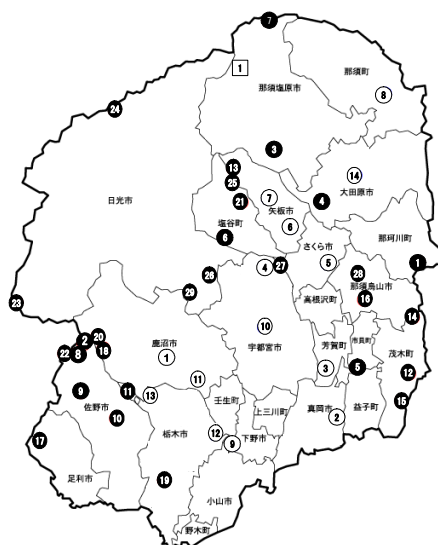 7
1
那須町
8
那須塩原市
24
3
13
14
大田原市
25
7
矢板市
日光市
21
4
塩谷町
6
那珂川町
6
さくら市
1
26
4
27
5
28
那須烏山市
29
高根沢町
16
23
14
10
宇都宮市
20
2
鹿沼市
芳賀町
市貝町
茂木町
22
8
18
1
3
5
12
11
9
11
13
壬生町
15
佐野市
上三川町
真岡市
益子町
10
栃木市
2
17
12
9
下野市
足利市
19
小山市
野木町